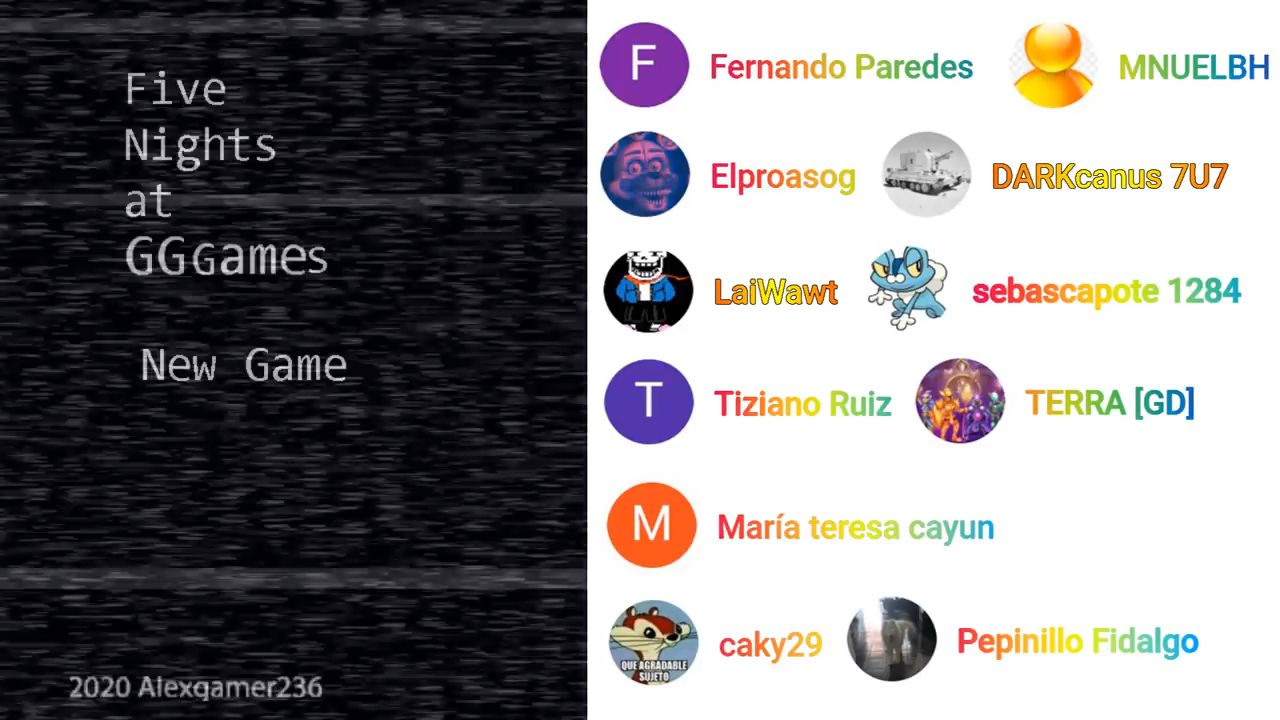 Five
Nights
at
GGGames
New Game
2020 Alexgamer236
F
Fernando Paredes
MNUELBH
Elproasog
DARKcanus 7U7
LaiWawt
sebascapote 1284
T
Tiziano Ruiz
TERRA [GD]
M
María teresa cayun
QUE AGRADABLE
SUJETO
caky29
Pepinillo Fidalgo